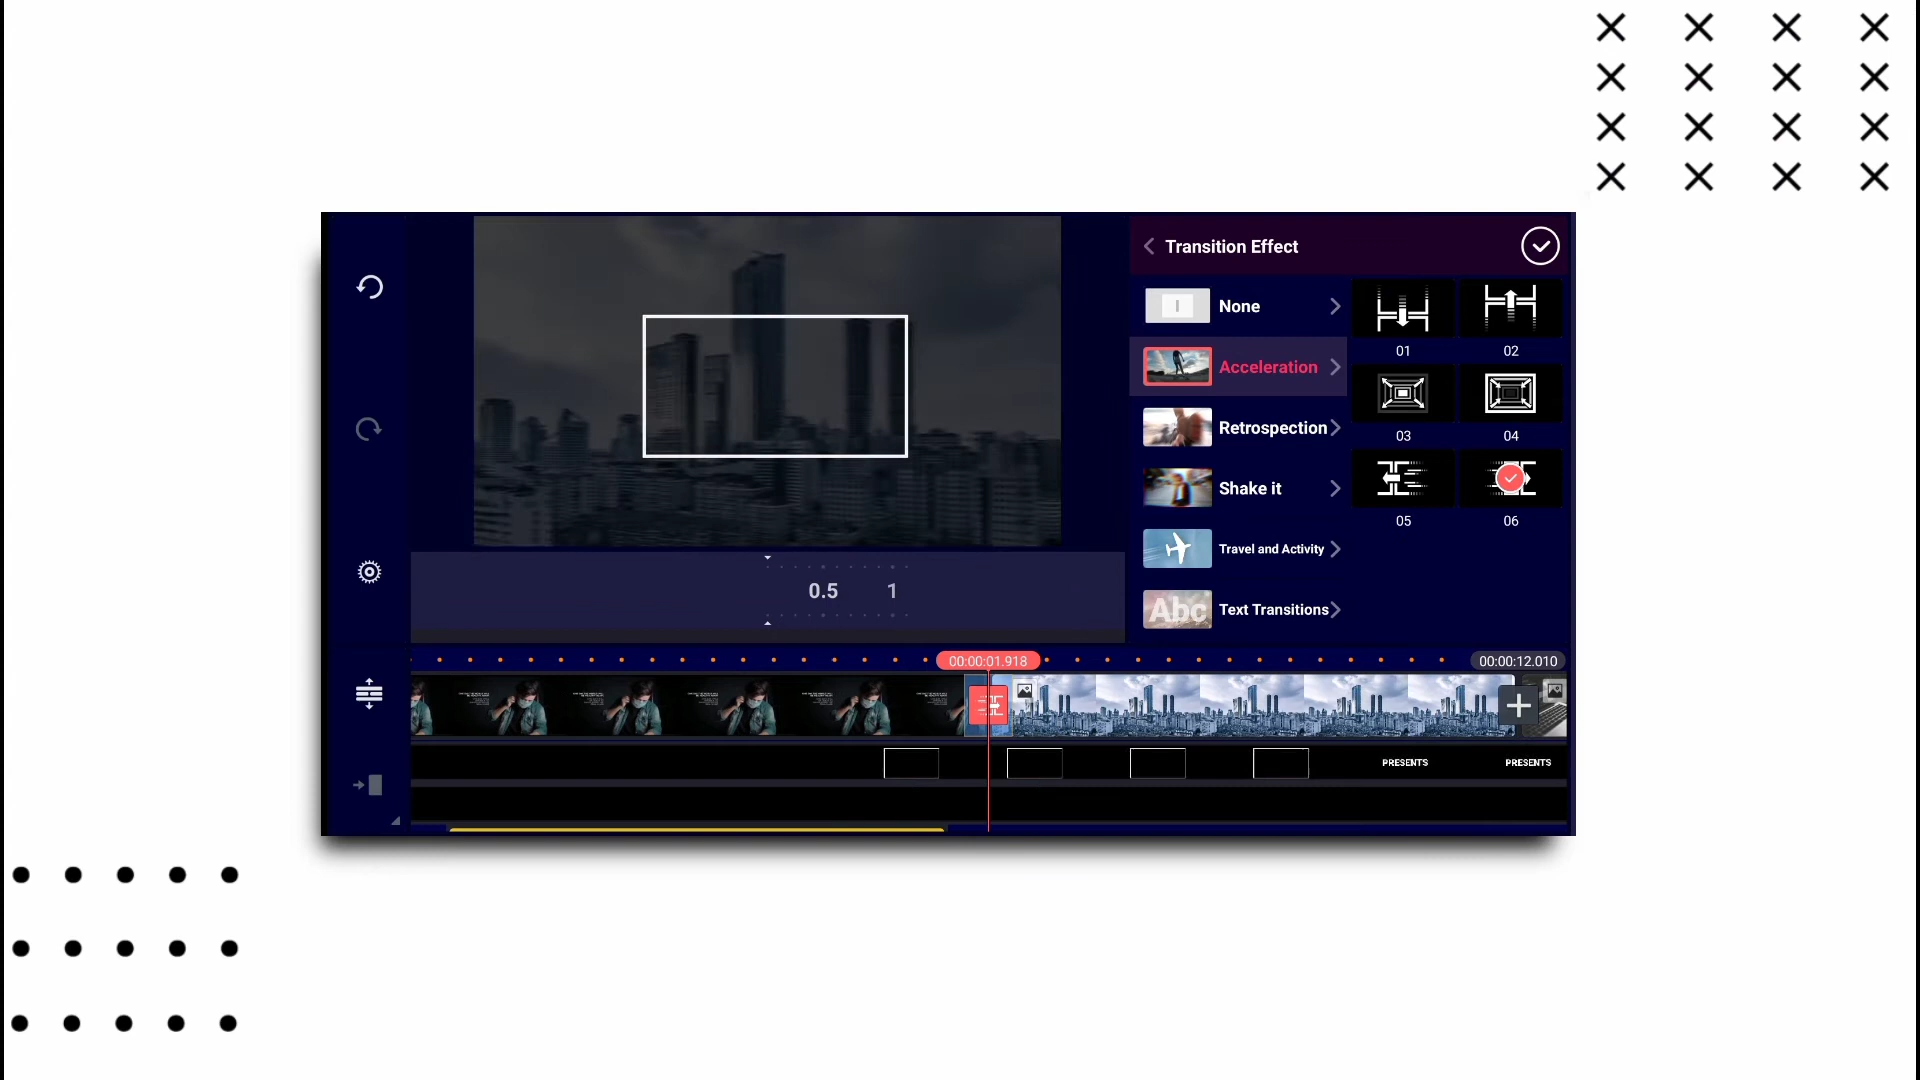 Transition Effect
None
01
02
Acceleration
03
04
Retrospection
Shake it
05
06
Travel and Activity
Abc
Text Transitions
0.5 1
00:00:01.918
00:00:12.010
PRESENTS
PRESENTS